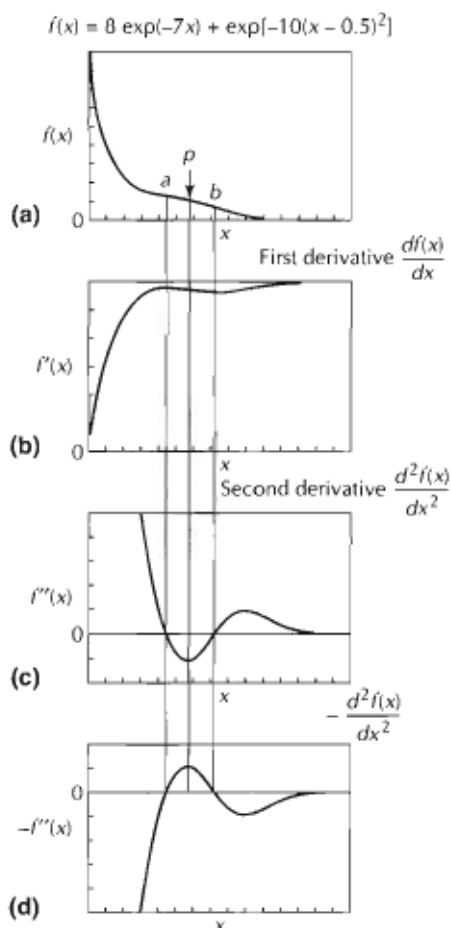 f(x) = 8 exp(−7x) + exp[−10(x − 0.5)²]
f(x)
a
p
b
0
x
(a)
First derivative df(x)/dx
f′(x)
0
x
(b)
Second derivative d²f(x)/dx²
f″(x)
0
x
(c)
− d²f(x)/dx²
0
−f″(x)
(d)
x